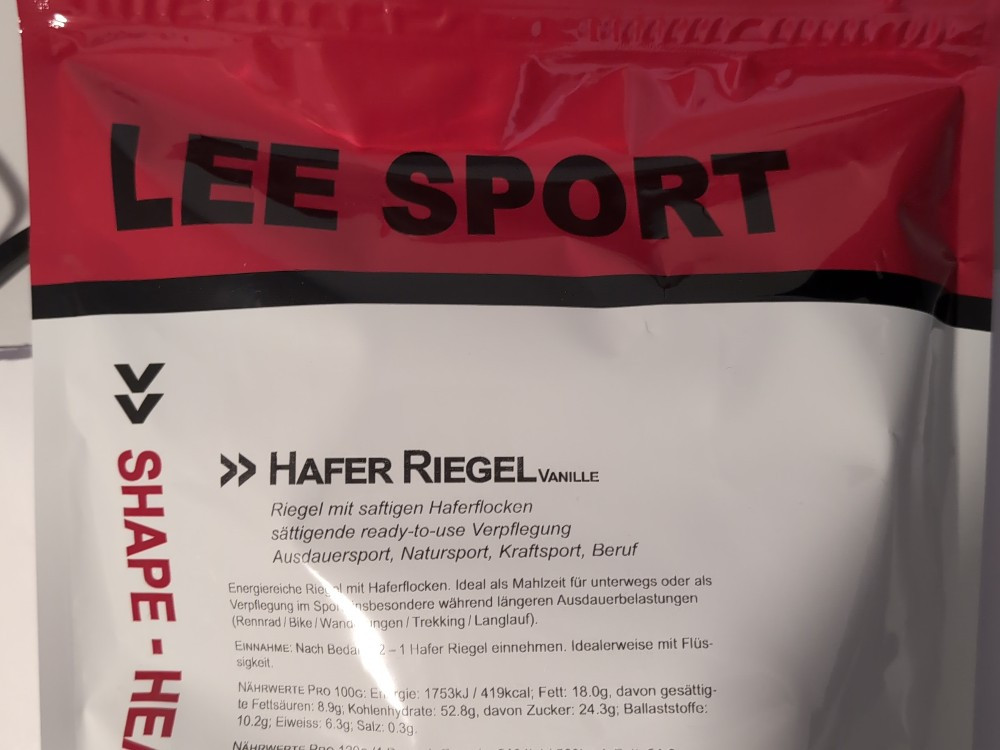 LEE SPORT
SHAPE - HEA
>> HAFER RIEGEL VANILLE
Riegel mit saftigen Haferflocken
sättigende ready-to-use Verpflegung
Ausdauersport, Natursport, Kraftsport, Beruf
Energiereiche Riegel mit Haferflocken. Ideal als Mahlzeit für unterwegs oder als
Verpflegung im Sport, insbesondere während längeren Ausdauerbelastungen
(Rennrad / Bike / Wanderungen / Trekking / Langlauf).
EINNAHME: Nach Bedarf 2 – 1 Hafer Riegel einnehmen. Idealerweise mit Flüs-
sigkeit.
NÄHRWERTE PRO 100G: Energie: 1753kJ / 419kcal; Fett: 18.0g, davon gesättig-
te Fettsäuren: 8.9g; Kohlenhydrate: 52.8g, davon Zucker: 24.3g; Ballaststoffe:
10.2g; Eiweiss: 6.3g; Salz: 0.3g.
NÄHRWERTE PRO